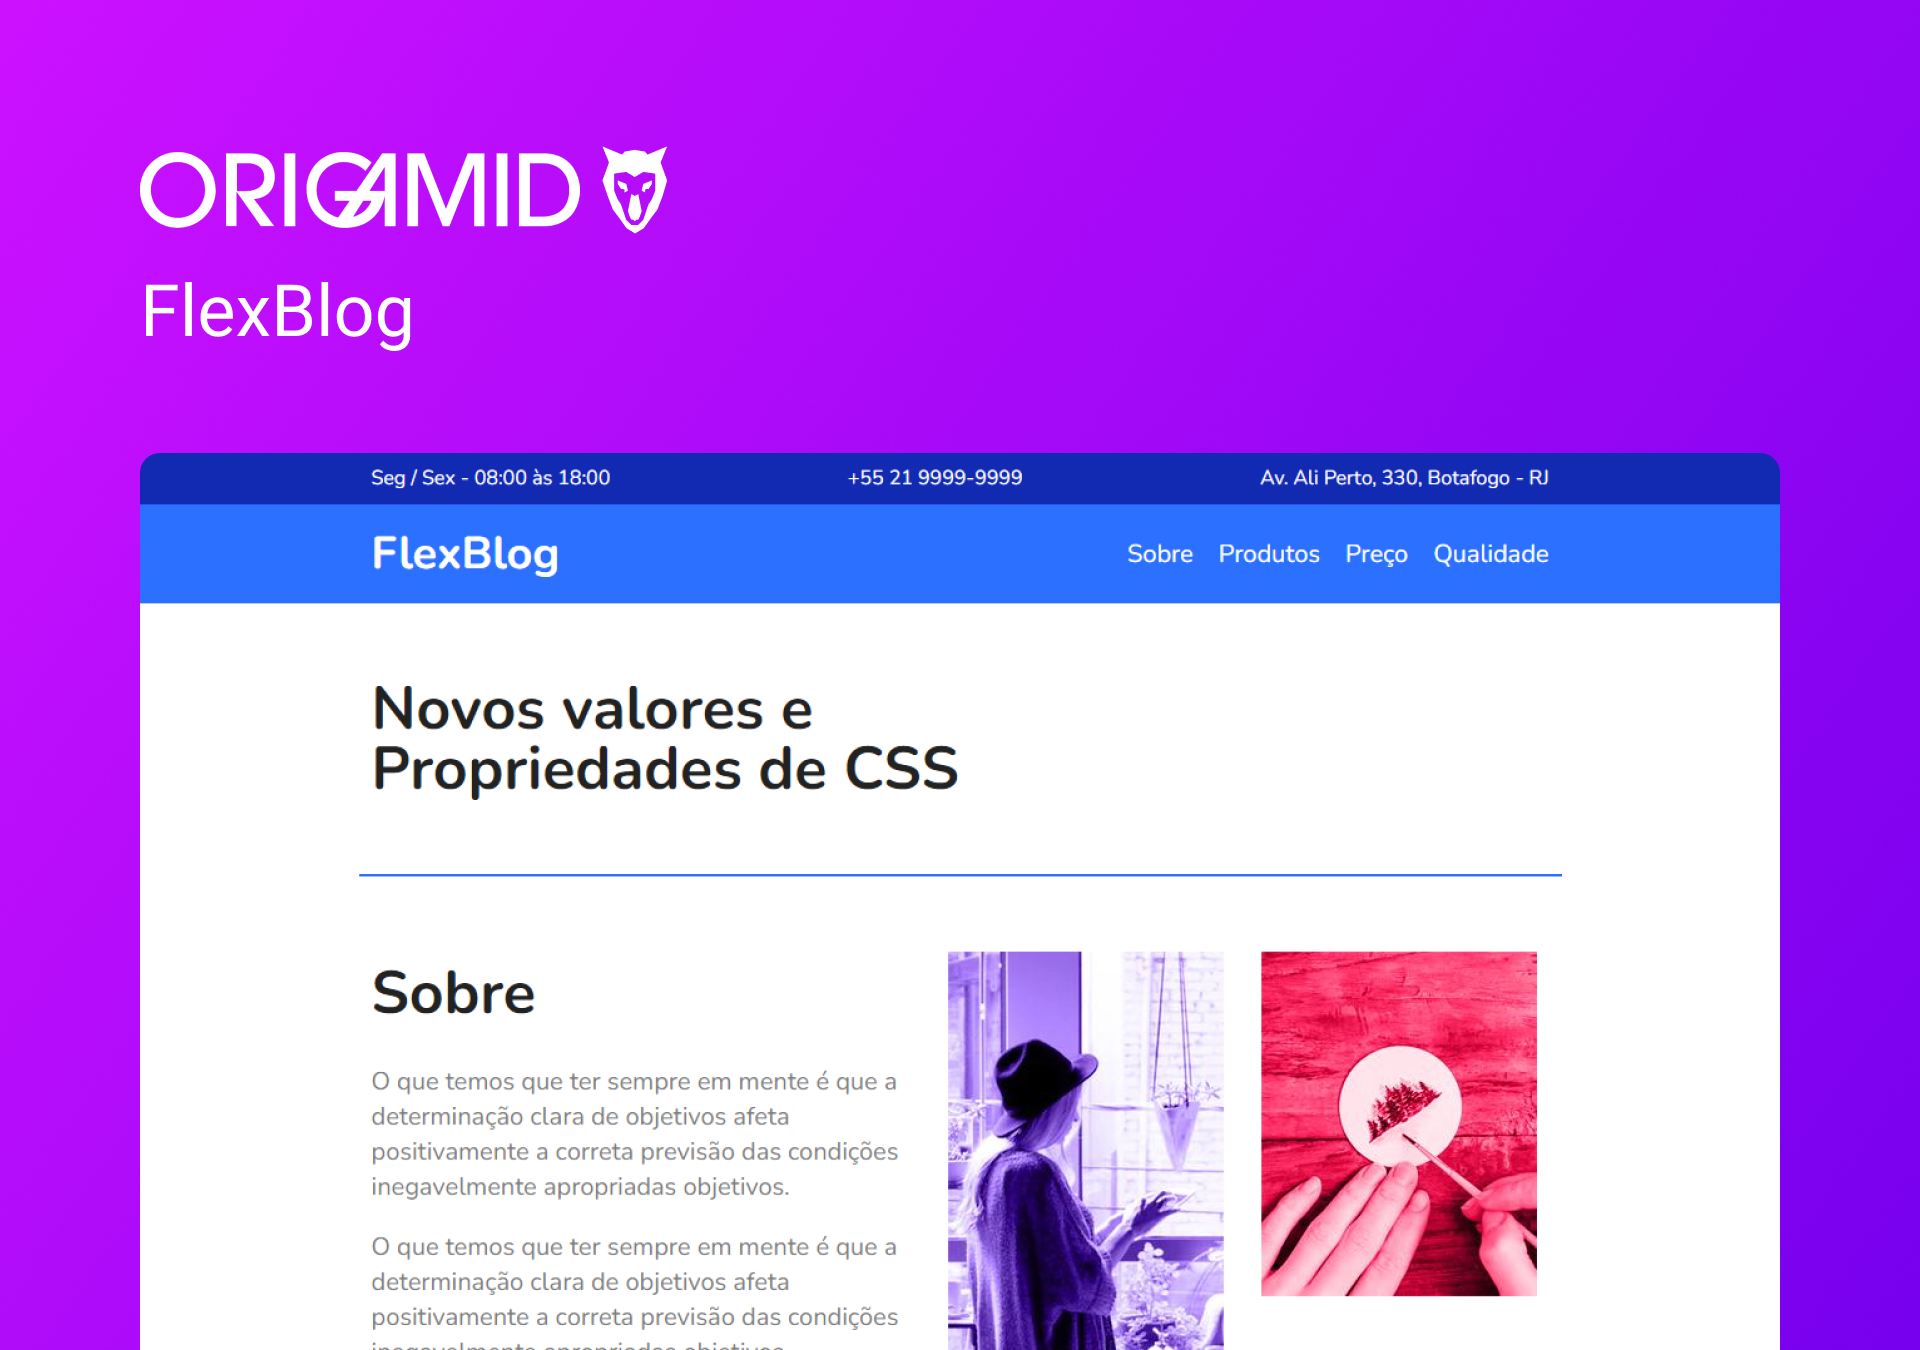 ORIGAMID
FlexBlog
Seg / Sex - 08:00 às 18:00
+55 21 9999-9999
Av. Ali Perto, 330, Botafogo - RJ
FlexBlog
Sobre
Produtos
Preço
Qualidade
Novos valores e
Propriedades de CSS
Sobre
O que temos que ter sempre em mente é que a
determinação clara de objetivos afeta
positivamente a correta previsão das condições
inegavelmente apropriadas objetivos.
O que temos que ter sempre em mente é que a
determinação clara de objetivos afeta
positivamente a correta previsão das condições
inegavelmente apropriadas objetivos.